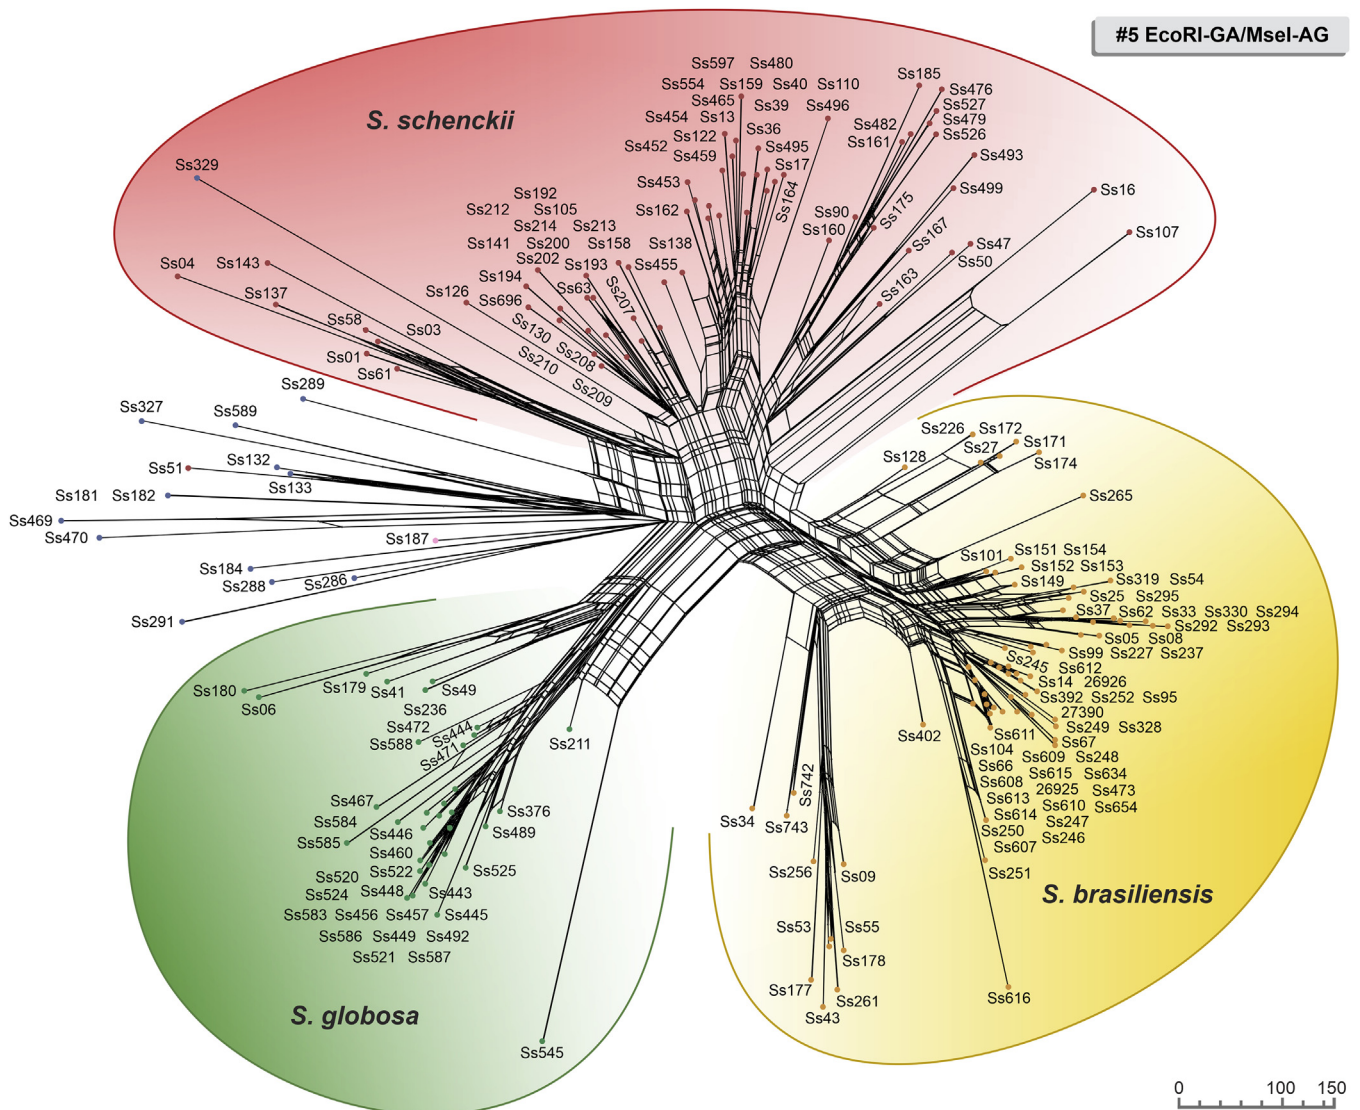 #5 EcoRI-GA/MseI-AG
S. schenckii
Ss597 Ss480
Ss554 Ss159 Ss40 Ss110
Ss465 Ss39 Ss496
Ss454 Ss13
Ss122 Ss36
Ss452 Ss495
Ss459 Ss17
Ss453 Ss164
Ss162
Ss185
Ss476
Ss527
Ss482 Ss479
Ss161 Ss526
Ss493
Ss499
Ss16
Ss107
Ss90 Ss175
Ss160
Ss167
Ss47
Ss50
Ss163
Ss329
Ss192
Ss212 Ss105
Ss214 Ss213
Ss141 Ss200 Ss158 Ss138
Ss202
Ss193 Ss455
Ss194
Ss63
Ss126 Ss696 Ss207
Ss130
Ss208
Ss210
Ss209
Ss04 Ss143
Ss137
Ss58 Ss03
Ss01
Ss61
Ss289
Ss327 Ss589
Ss51 Ss132
Ss133
Ss181 Ss182
Ss469
Ss470
Ss187
Ss184
Ss288 Ss286
Ss291
Ss226 Ss172
Ss27 Ss171
Ss128 Ss174
Ss265
Ss101 Ss151 Ss154
Ss152 Ss153
Ss149 Ss319 Ss54
Ss25 Ss295
Ss37 Ss62 Ss33 Ss330 Ss294
Ss292 Ss293
Ss05 Ss08
Ss99 Ss227 Ss237
Ss245 Ss612
Ss14 26926
Ss392 Ss252 Ss95
27390
Ss249 Ss328
Ss611 Ss67
Ss104 Ss609 Ss248
Ss66 Ss615 Ss634
Ss608 26925 Ss473
Ss613 Ss610 Ss654
Ss614 Ss247
Ss250 Ss246
Ss607
Ss251
Ss402
S. brasiliensis
Ss616
Ss742
Ss34 Ss743
Ss256 Ss09
Ss53 Ss55
Ss178
Ss177 Ss261
Ss43
Ss180 Ss179 Ss41 Ss49
Ss06 Ss236
Ss472 Ss444
Ss588 Ss471
Ss211
Ss467
Ss584 Ss446 Ss376
Ss585 Ss489
Ss460
Ss520 Ss522 Ss525
Ss524 Ss448 Ss443
Ss583 Ss456 Ss457 Ss445
Ss586 Ss449 Ss492
Ss521 Ss587
S. globosa
Ss545
0 100 150